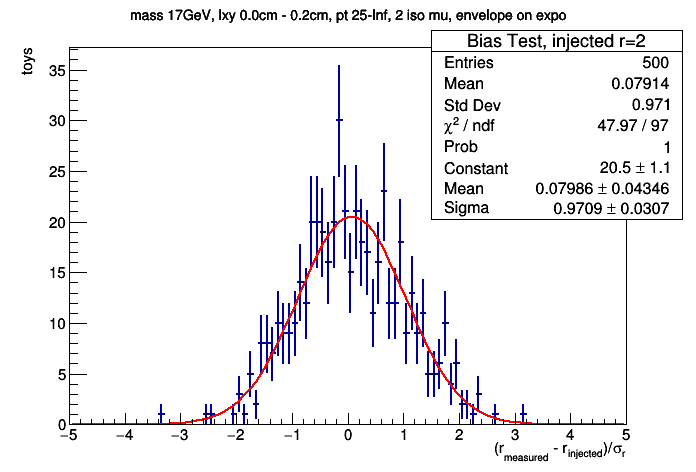 mass 17GeV, lxy 0.0cm - 0.2cm, pt 25-Inf, 2 iso mu, envelope on expo
Bias Test, injected r=2
Entries 500
Mean 0.07914
Std Dev 0.971
χ² / ndf 47.97 / 97
Prob 1
Constant 20.5 ± 1.1
Mean 0.07986 ± 0.04346
Sigma 0.9709 ± 0.0307
toys
35
30
25
20
15
10
5
0
−5 −4 −3 −2 −1 0 1 2 3 4 5
(r_measured - r_injected)/σ_r